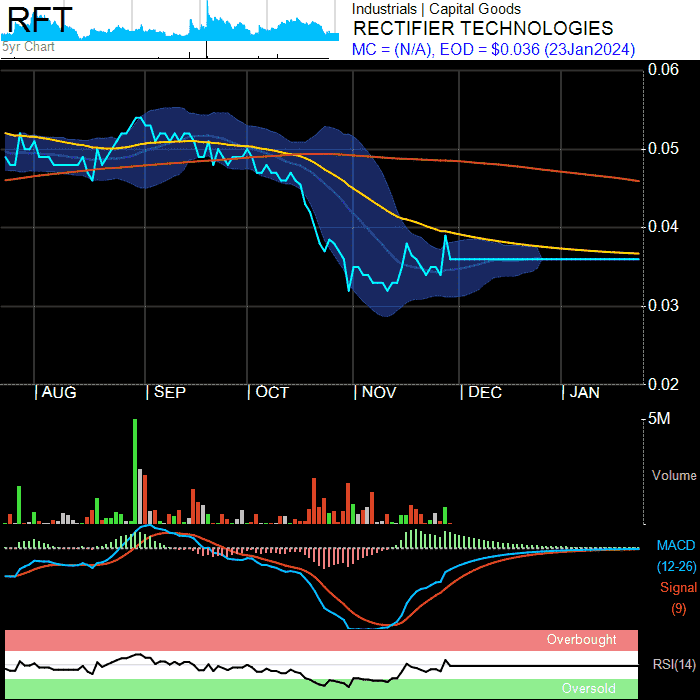 RFT
5yr Chart
Industrials | Capital Goods
RECTIFIER TECHNOLOGIES
MC = (N/A), EOD = $0.036 (23Jan2024)
0.06
0.05
0.04
0.03
0.02
AUG SEP OCT NOV DEC JAN
5M
Volume
MACD
(12-26)
Signal
(9)
Overbought
RSI(14)
Oversold